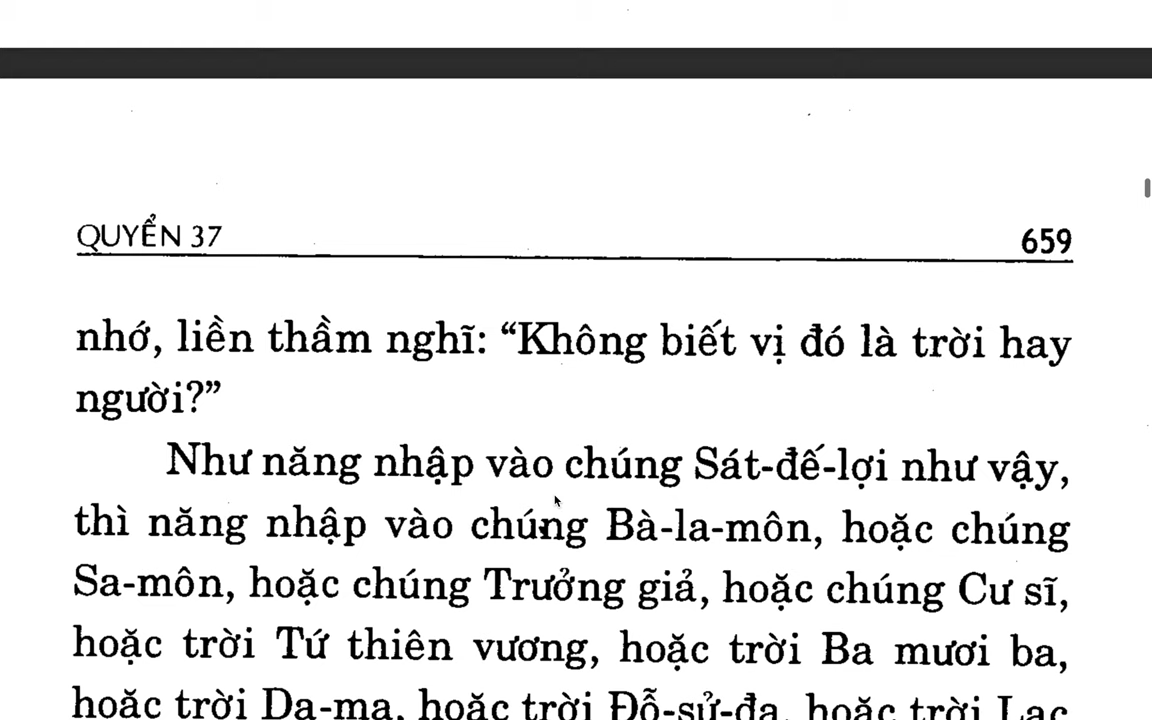 QUYỂN 37 659
nhớ, liền thầm nghĩ: “Không biết vị đó là trời hay
người?”
Như năng nhập vào chúng Sát-đế-lợi như vậy,
thì năng nhập vào chúng Bà-la-môn, hoặc chúng
Sa-môn, hoặc chúng Trưởng giả, hoặc chúng Cư sĩ,
hoặc trời Tứ thiên vương, hoặc trời Ba mươi ba,
hoặc trời Dạ-ma, hoặc trời Đỗ-sử-đa, hoặc trời Lạc